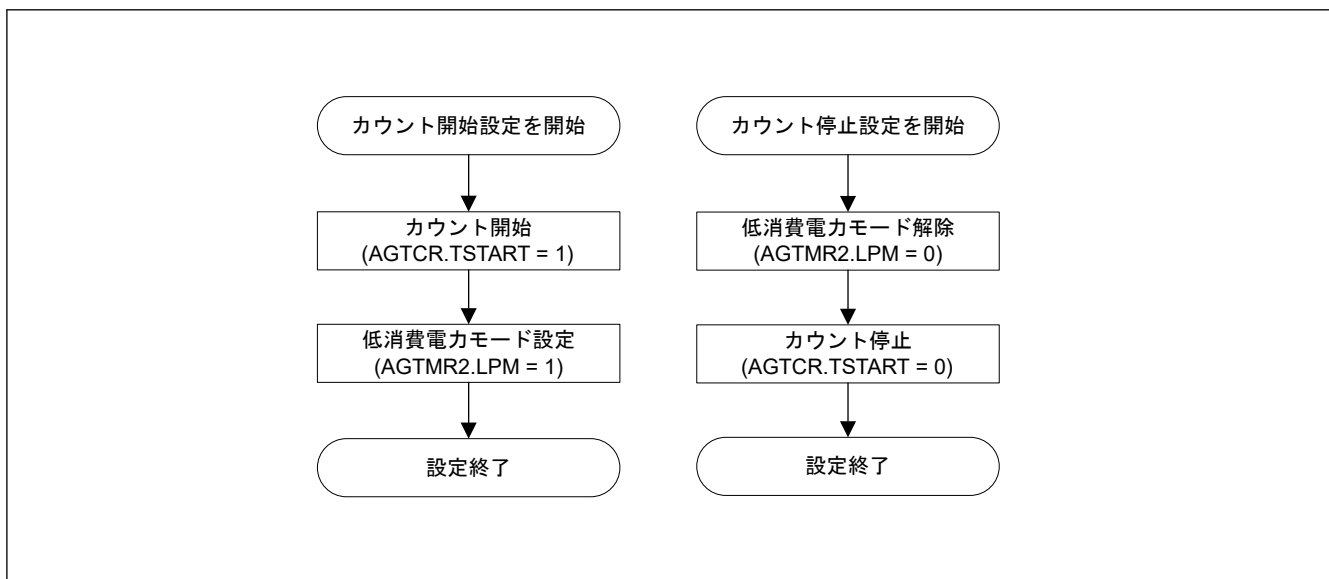 カウント開始設定を開始
カウント開始
(AGTCR.TSTART = 1)
低消費電力モード設定
(AGTMR2.LPM = 1)
設定終了
カウント停止設定を開始
低消費電力モード解除
(AGTMR2.LPM = 0)
カウント停止
(AGTCR.TSTART = 0)
設定終了